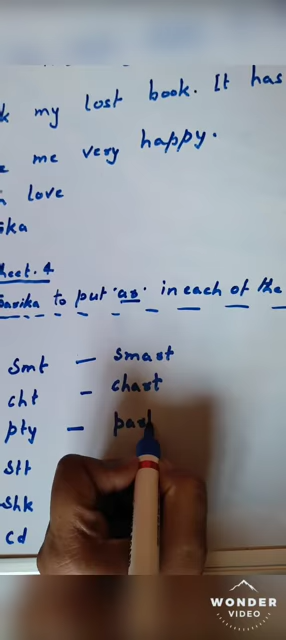 k my lost book. It has
e me very happy.
love
ika
heet.4
Sarika to put "ar" in each of the
smt - smart
cht - chart
pty - par
stt
shk
cd
WONDER
VIDEO